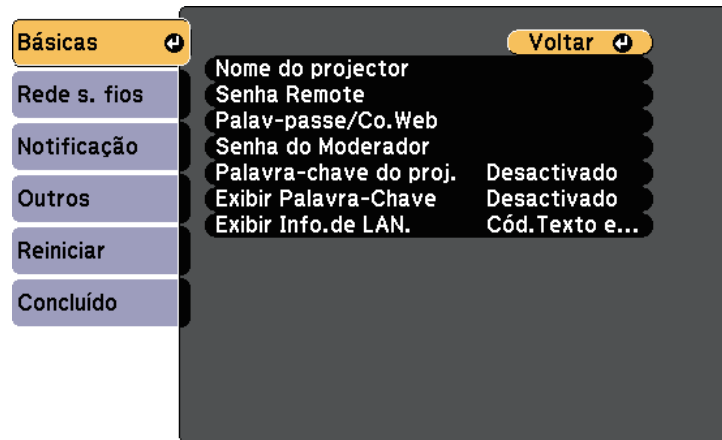 Básicas
Rede s. fios
Notificação
Outros
Reiniciar
Concluído
Voltar
Nome do projector
Senha Remote
Palav-passe/Co.Web
Senha do Moderador
Palavra-chave do proj. Desactivado
Exibir Palavra-Chave Desactivado
Exibir Info.de LAN. Cód.Texto e...